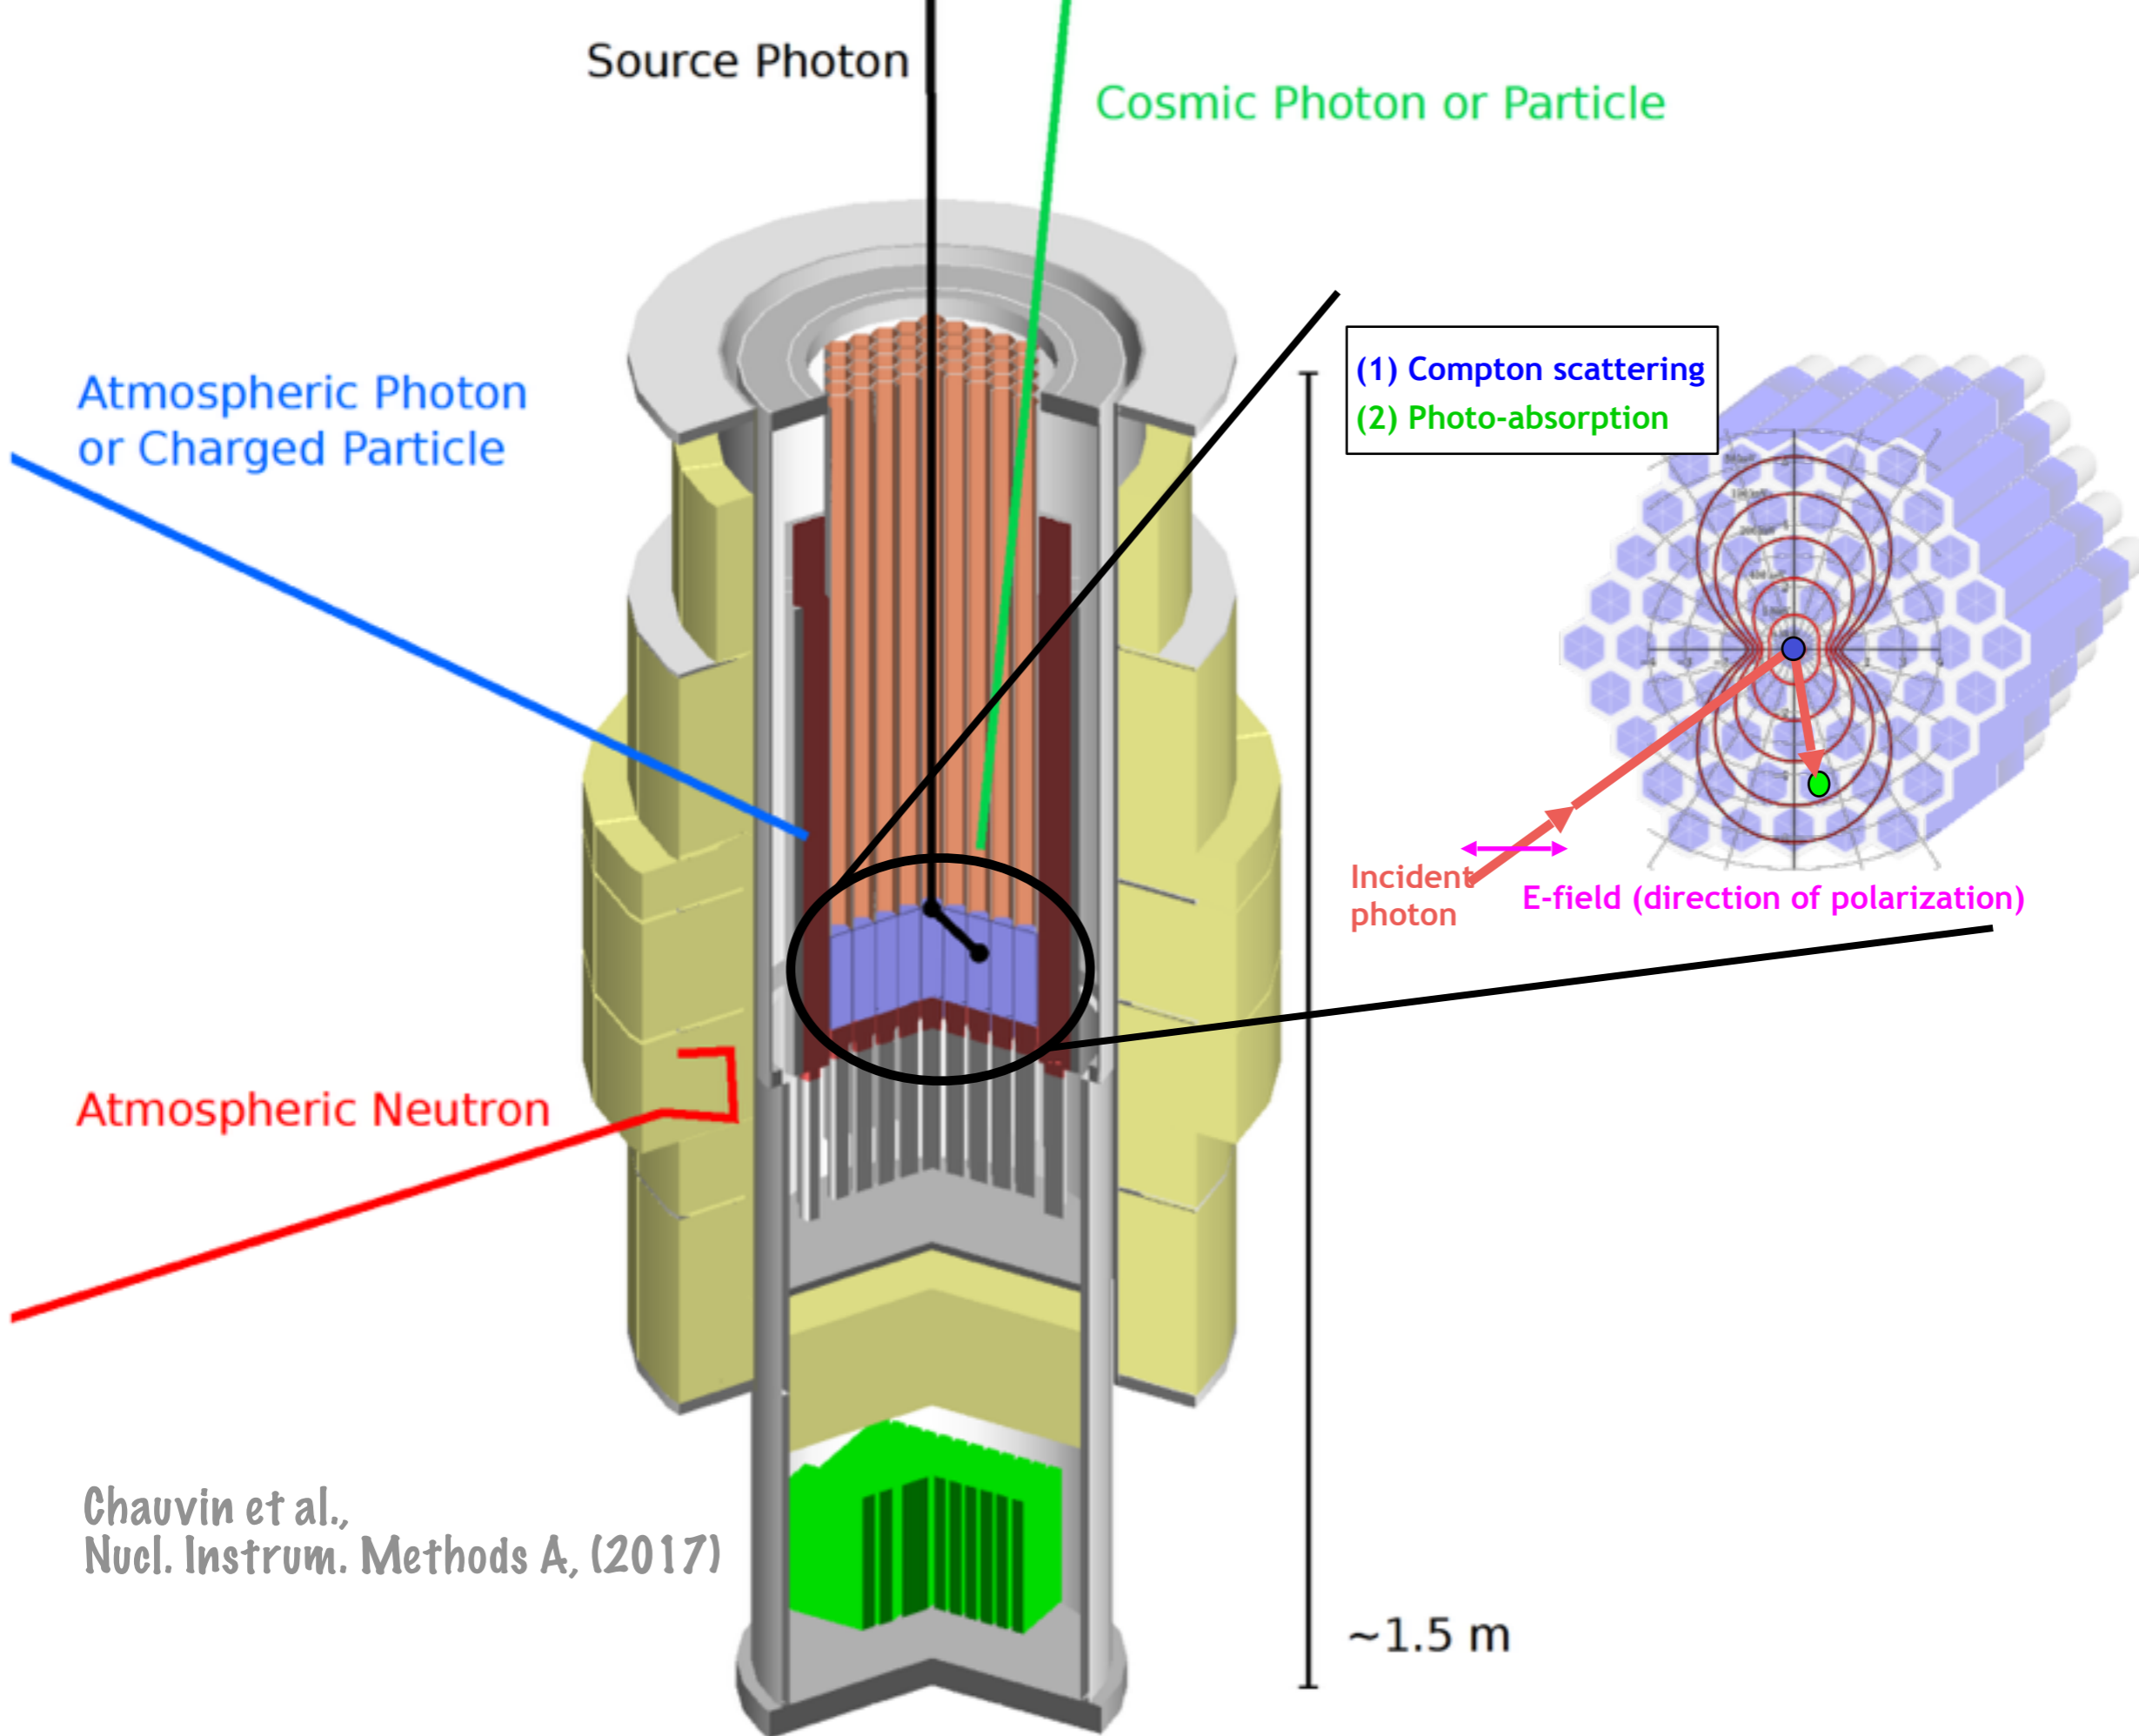 Source Photon
Cosmic Photon or Particle
Atmospheric Photon
or Charged Particle
(1) Compton scattering
(2) Photo-absorption
Incident
photon
E-field (direction of polarization)
Atmospheric Neutron
Chauvin et al.,
Nucl. Instrum. Methods A, (2017)
~1.5 m